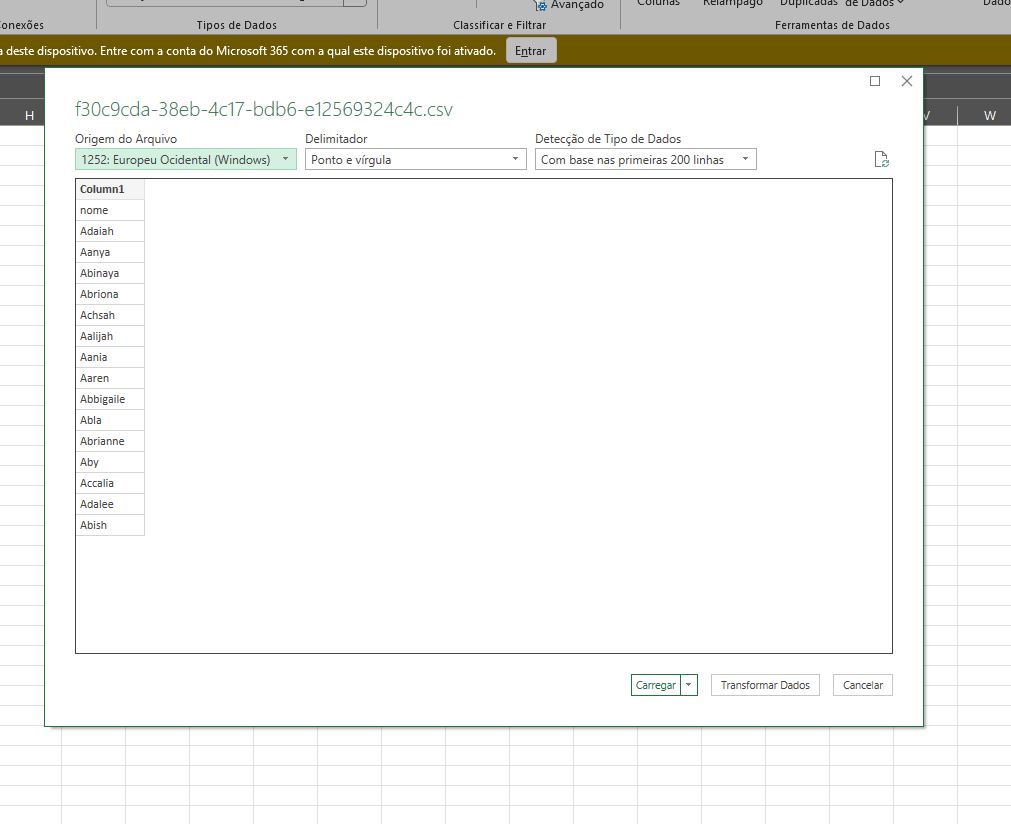 Avançado
Colunas
Relâmpago
Duplicadas
de Dados
Tipos de Dados
Classificar e Filtrar
Ferramentas de Dados
deste dispositivo. Entre com a conta do Microsoft 365 com a qual este dispositivo foi ativado.
Entrar
f30c9cda-38eb-4c17-bdb6-e12569324c4c.csv
H
V
W
Origem do Arquivo
Delimitador
Detecção de Tipo de Dados
1252: Europeu Ocidental (Windows)
Ponto e vírgula
Com base nas primeiras 200 linhas
Column1
nome
Adaiah
Aanya
Abinaya
Abriona
Achsah
Aalijah
Aania
Aaren
Abbigaile
Abla
Abrianne
Aby
Accalia
Adalee
Abish
Carregar
Transformar Dados
Cancelar